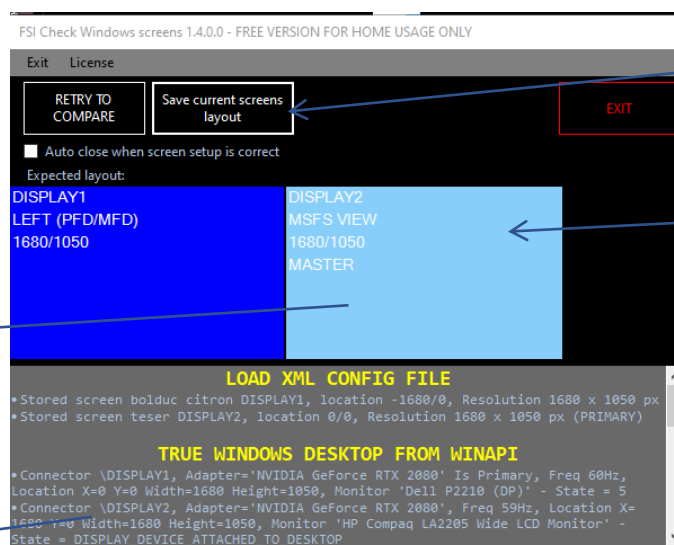 FSI Check Windows screens 1.4.0.0 - FREE VERSION FOR HOME USAGE ONLY
Exit License
RETRY TO
COMPARE
Save current screens
layout
EXIT
Auto close when screen setup is correct
Expected layout:
DISPLAY1
LEFT (PFD/MFD)
1680/1050
DISPLAY2
MSFS VIEW
1680/1050
MASTER
LOAD XML CONFIG FILE
•Stored screen bolduc citron DISPLAY1, location -1680/0, Resolution 1680 x 1050 px
•Stored screen teser DISPLAY2, location 0/0, Resolution 1680 x 1050 px (PRIMARY)
TRUE WINDOWS DESKTOP FROM WINAPI
•Connector \DISPLAY1, Adapter='NVIDIA GeForce RTX 2080' Is Primary, Freq 60Hz,
Location X=0 Y=0 Width=1680 Height=1050, Monitor 'Dell P2210 (DP)' - State = 5
•Connector \DISPLAY2, Adapter='NVIDIA GeForce RTX 2080', Freq 59Hz, Location X=
1680 Y=0 Width=1680 Height=1050, Monitor 'HP Compaq LA2205 Wide LCD Monitor' -
State = DISPLAY DEVICE ATTACHED TO DESKTOP